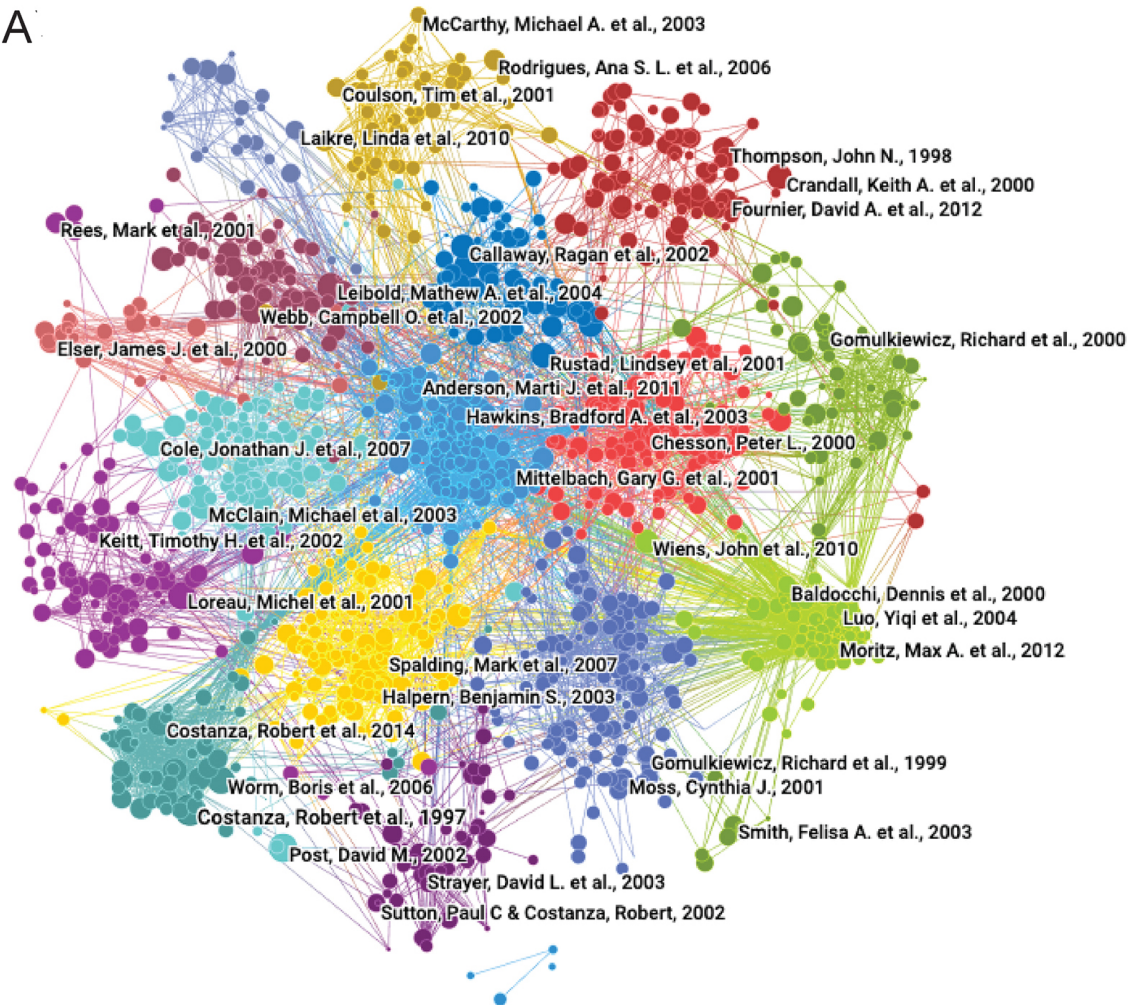 A
McCarthy, Michael A. et al., 2003
Rodrigues, Ana S. L. et al., 2006
Coulson, Tim et al., 2001
Laikre, Linda et al., 2010
Thompson, John N., 1998
Crandall, Keith A. et al., 2000
Fournier, David A. et al., 2012
Rees, Mark et al., 2001
Callaway, Ragan et al., 2002
Leibold, Mathew A. et al., 2004
Webb, Campbell O. et al., 2002
Gomulkiewicz, Richard et al., 2000
Elser, James J. et al., 2000
Rustad, Lindsey et al., 2001
Anderson, Marti J. et al., 2011
Hawkins, Bradford A. et al., 2003
Chesson, Peter L., 2000
Cole, Jonathan J. et al., 2007
Mittelbach, Gary G. et al., 2001
McClain, Michael et al., 2003
Keitt, Timothy H. et al., 2002
Wiens, John et al., 2010
Baldocchi, Dennis et al., 2000
Loreau, Michel et al., 2001
Luo, Yiqi et al., 2004
Moritz, Max A. et al., 2012
Spalding, Mark et al., 2007
Halpern, Benjamin S., 2003
Costanza, Robert et al., 2014
Gomulkiewicz, Richard et al., 1999
Worm, Boris et al., 2006
Moss, Cynthia J., 2001
Costanza, Robert et al., 1997
Smith, Felisa A. et al., 2003
Post, David M., 2002
Strayer, David L. et al., 2003
Sutton, Paul C & Costanza, Robert, 2002